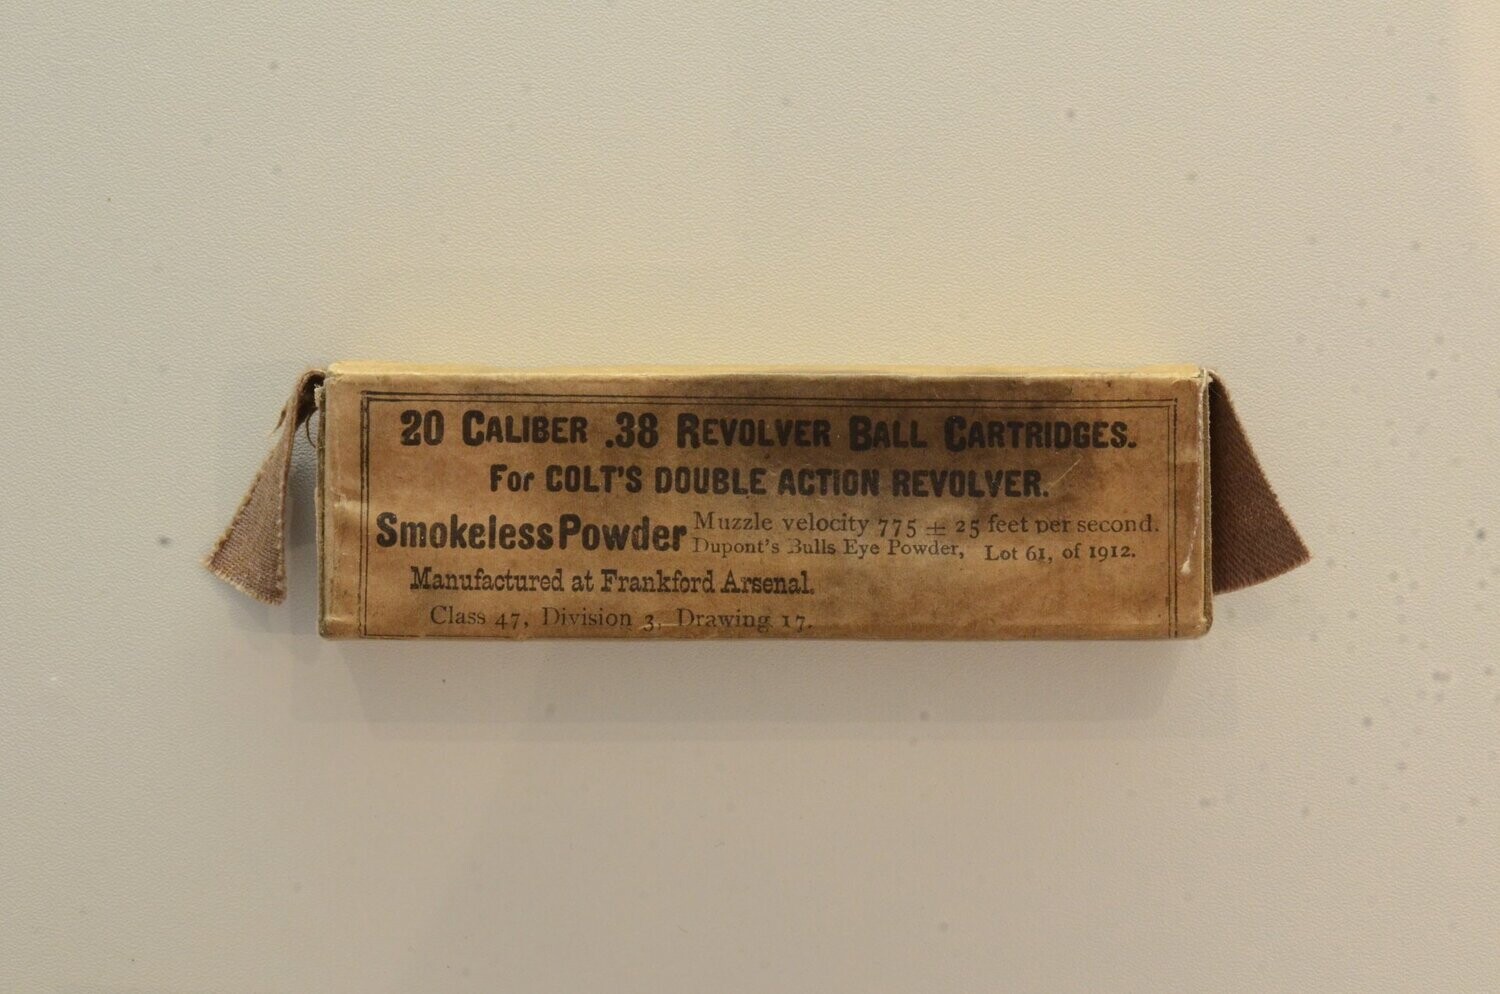 20 CALIBER .38 REVOLVER BALL CARTRIDGES.
For COLT'S DOUBLE ACTION REVOLVER.
Smokeless Powder Muzzle velocity 775 ± 25 feet per second.
Dupont's Bulls Eye Powder, Lot 61, of 1912.
Manufactured at Frankford Arsenal.
Class 47, Division 3, Drawing 17.